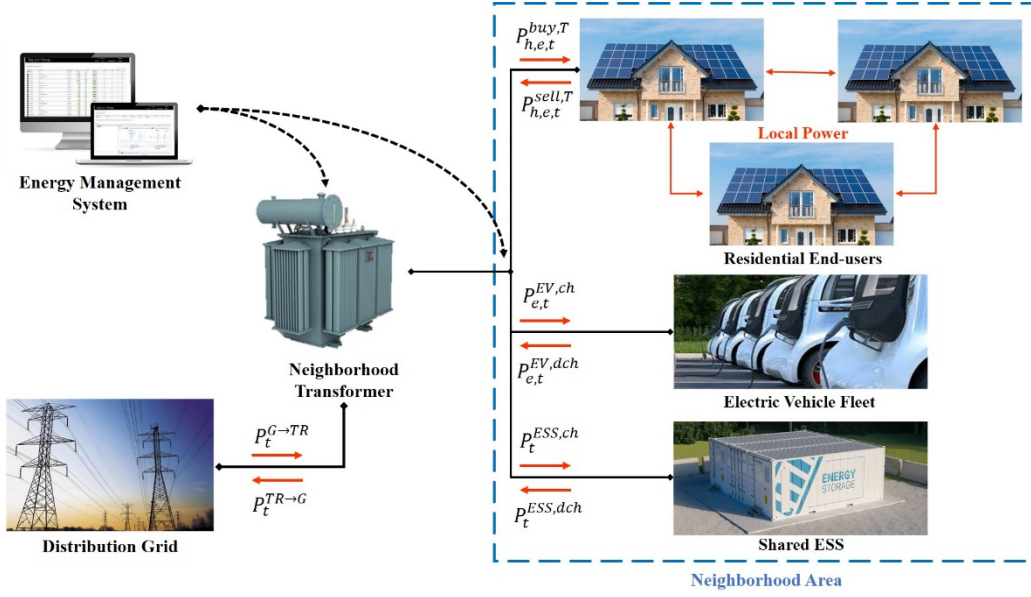 Energy Management
System
Neighborhood
Transformer
$P_t^{G \to TR}$
$P_t^{TR \to G}$
Distribution Grid
$P_{h,e,t}^{buy,T}$
$P_{h,e,t}^{sell,T}$
Local Power
Residential End-users
$P_{e,t}^{EV,ch}$
$P_{e,t}^{EV,dch}$
Electric Vehicle Fleet
$P_t^{ESS,ch}$
$P_t^{ESS,dch}$
ENERGY
STORAGE
Shared ESS
Neighborhood Area